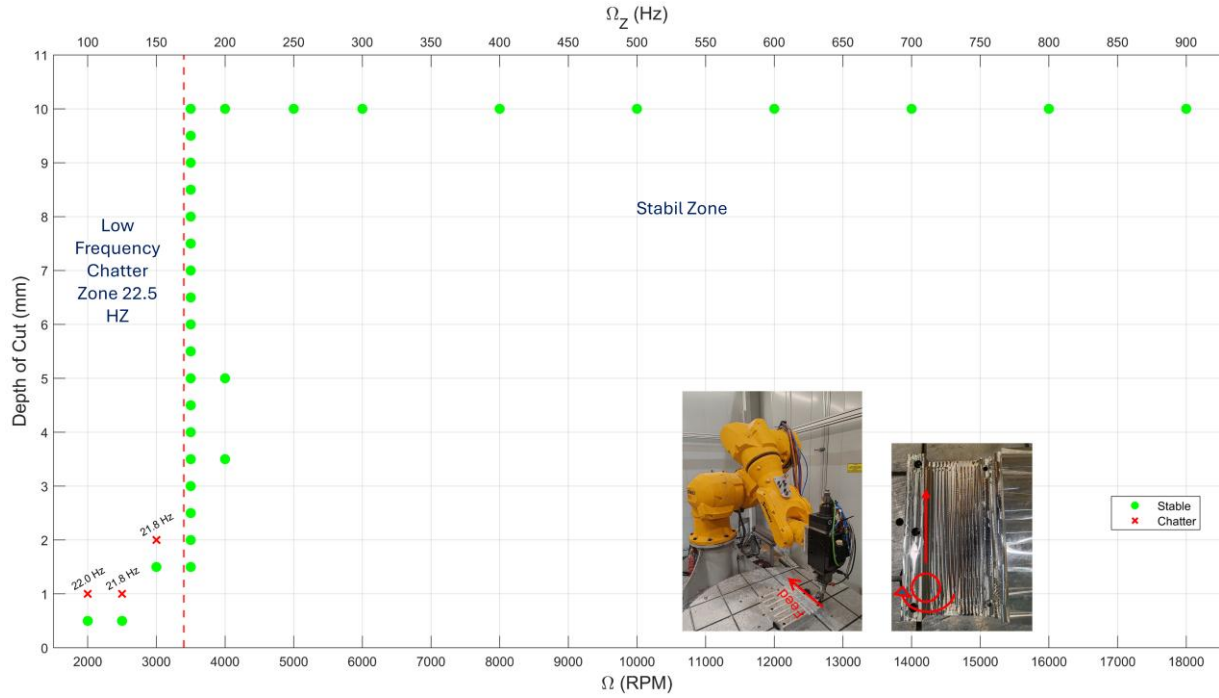 Ω_Z (Hz)
100 150 200 250 300 350 400 450 500 550 600 650 700 750 800 850 900
11
10
9
8
7
6
5
4
3
2
1
0
Depth of Cut (mm)
Low
Frequency
Chatter
Zone 22.5
HZ
Stabil Zone
22.0 Hz
21.8 Hz
21.8 Hz
Feed
Stable
Chatter
2000 3000 4000 5000 6000 7000 8000 9000 10000 11000 12000 13000 14000 15000 16000 17000 18000
Ω (RPM)